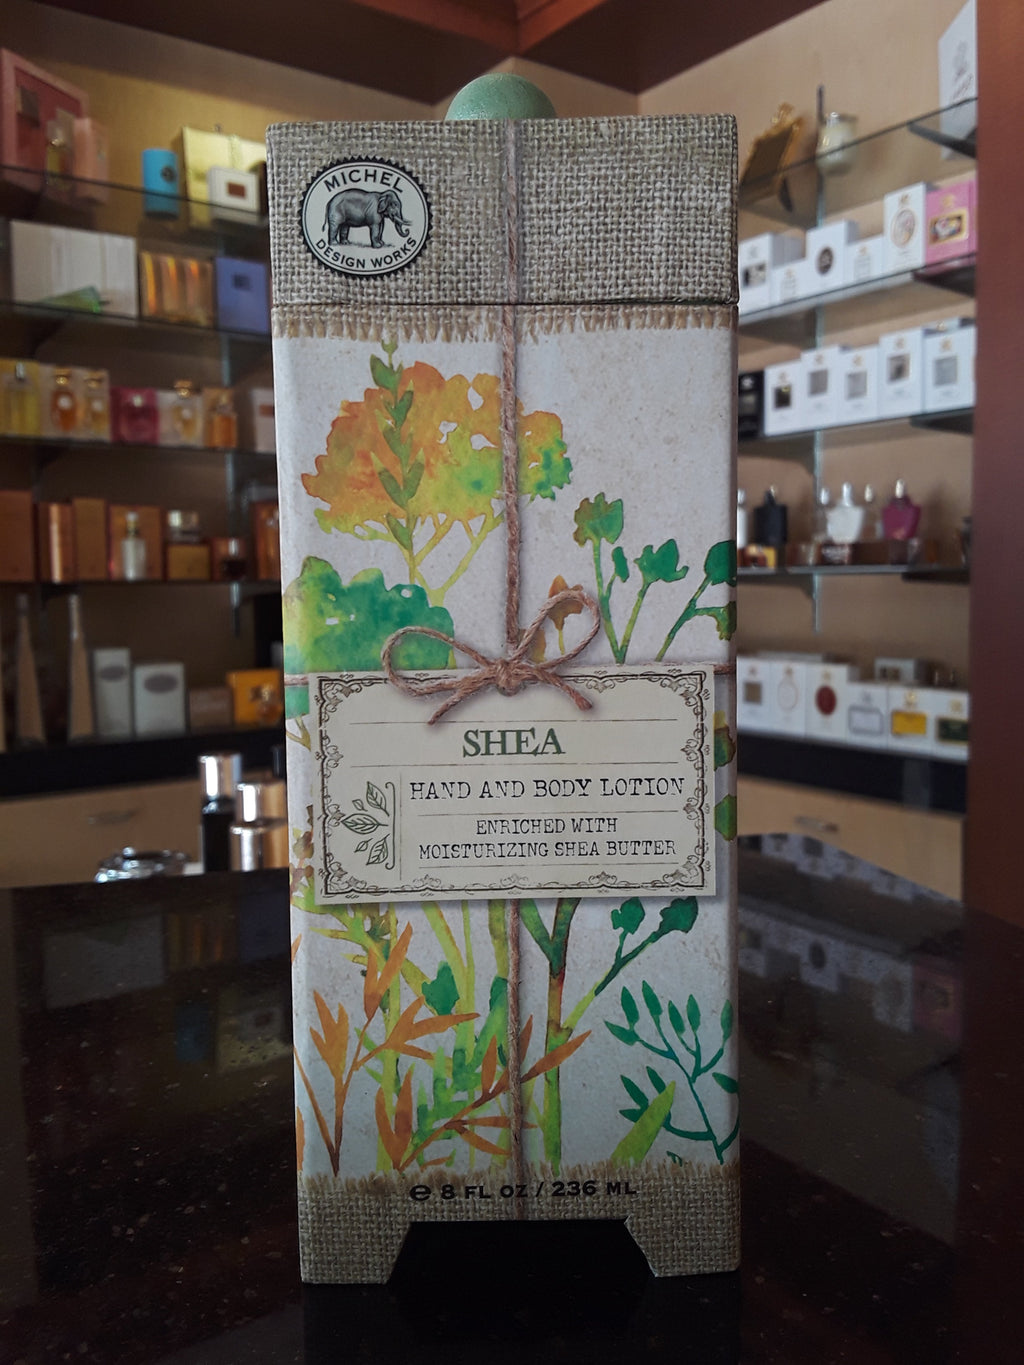 MICHEL
DESIGN WORKS
SHEA
HAND AND BODY LOTION
ENRICHED WITH
MOISTURIZING SHEA BUTTER
℮ 8 FL OZ / 236 ML